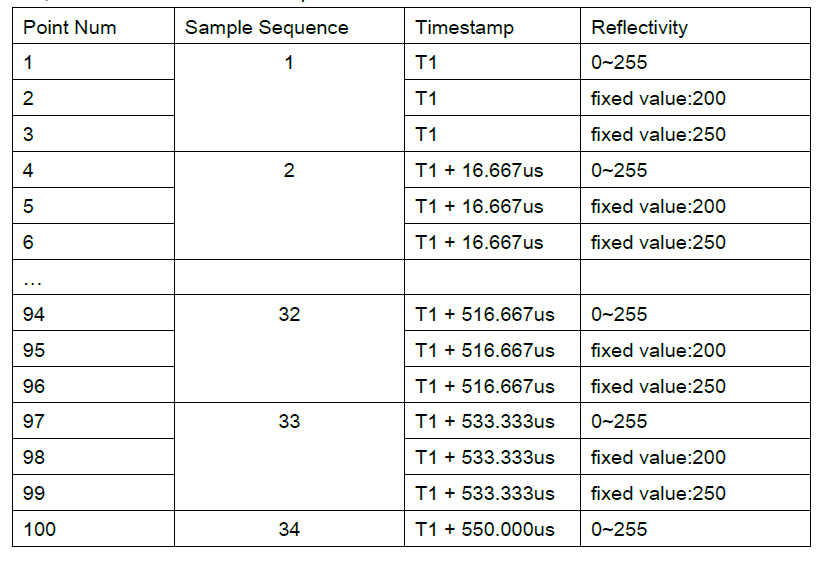 Point Num Sample Sequence Timestamp Reflectivity
1 1 T1 0~255
2 T1 fixed value:200
3 T1 fixed value:250
4 2 T1 + 16.667us 0~255
5 T1 + 16.667us fixed value:200
6 T1 + 16.667us fixed value:250
…
94 32 T1 + 516.667us 0~255
95 T1 + 516.667us fixed value:200
96 T1 + 516.667us fixed value:250
97 33 T1 + 533.333us 0~255
98 T1 + 533.333us fixed value:200
99 T1 + 533.333us fixed value:250
100 34 T1 + 550.000us 0~255